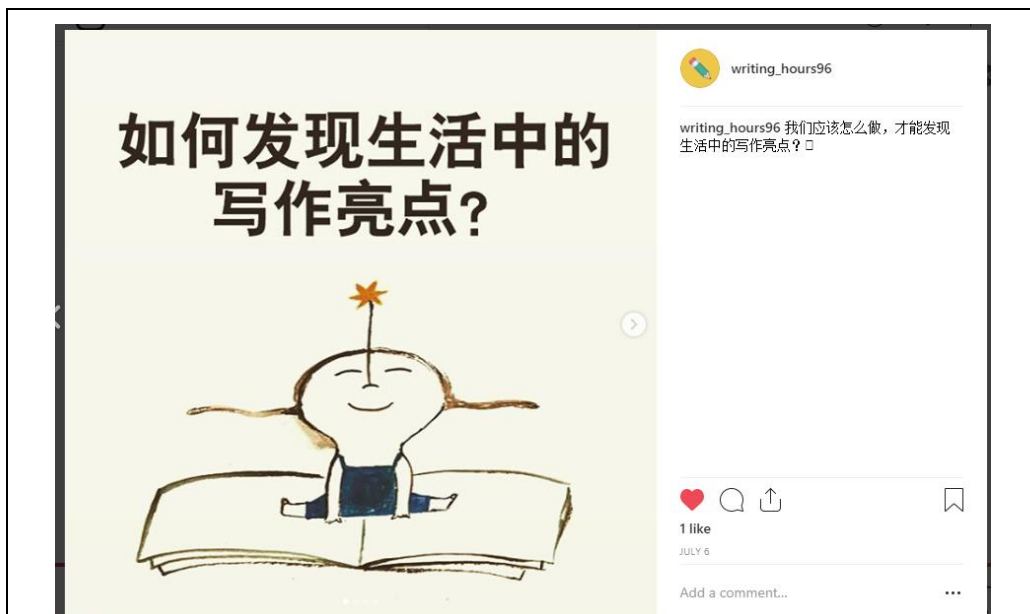 如何发现生活中的
写作亮点?
writing_hours96
writing_hours96 我们应该怎么做，才能发现
生活中的写作亮点？
1 like
JULY 6
Add a comment...